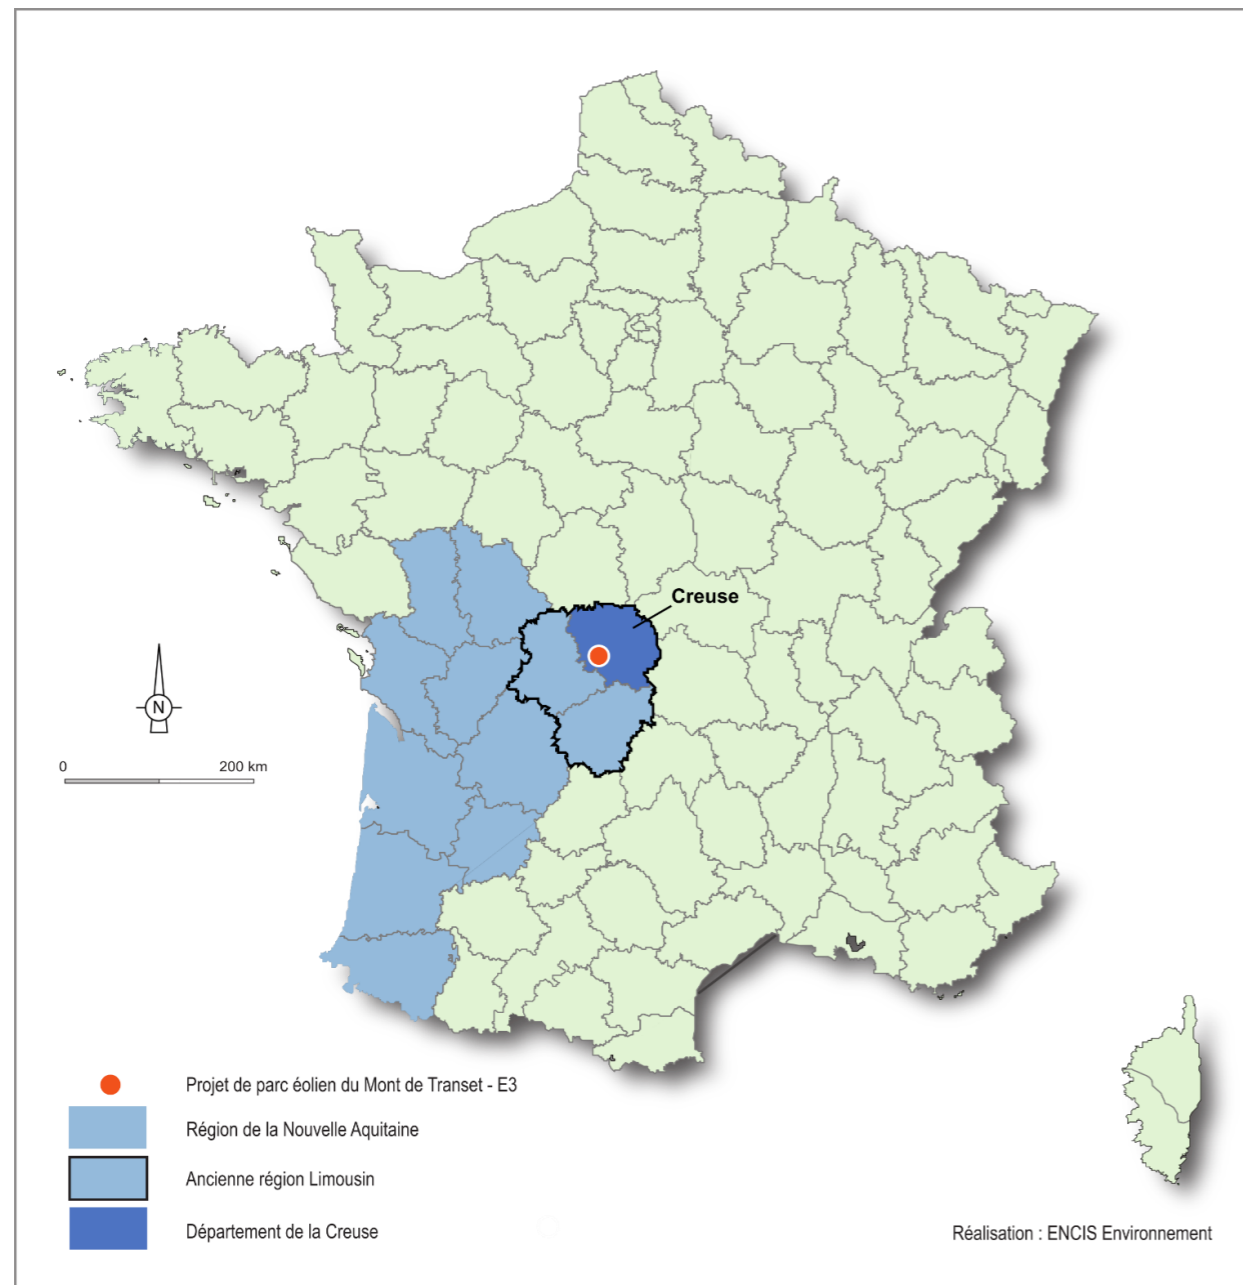 Creuse
N
0 200 km
Projet de parc éolien du Mont de Transet - E3
Région de la Nouvelle Aquitaine
Ancienne région Limousin
Département de la Creuse
Réalisation : ENCIS Environnement